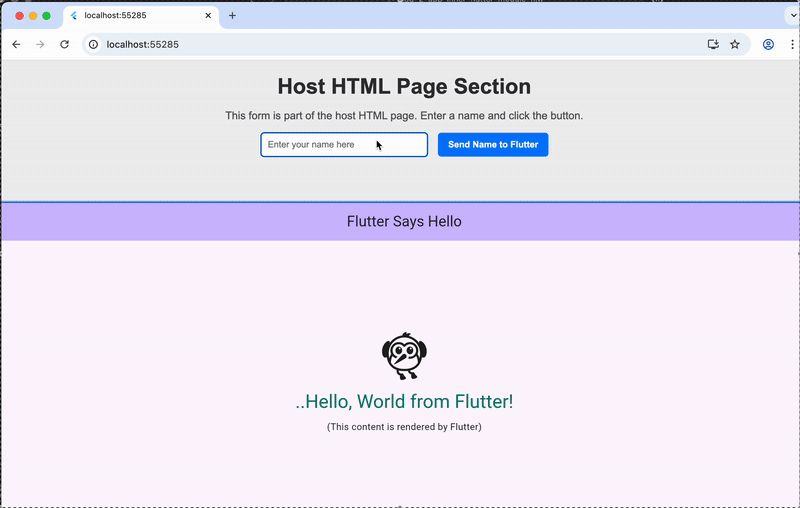 localhost:55285
localhost:55285
Host HTML Page Section
This form is part of the host HTML page. Enter a name and click the button.
Enter your name here
Send Name to Flutter
Flutter Says Hello
..Hello, World from Flutter!
(This content is rendered by Flutter)